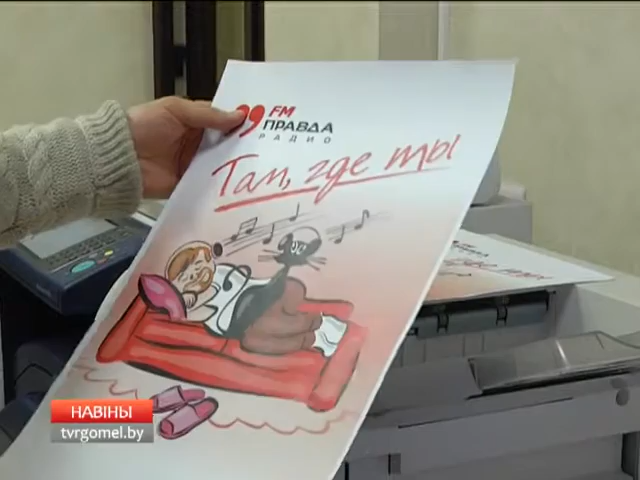 99 FM
ПРАВДА
РАДИО
Там, где ты
НАВІНЫ
tvrgomel.by